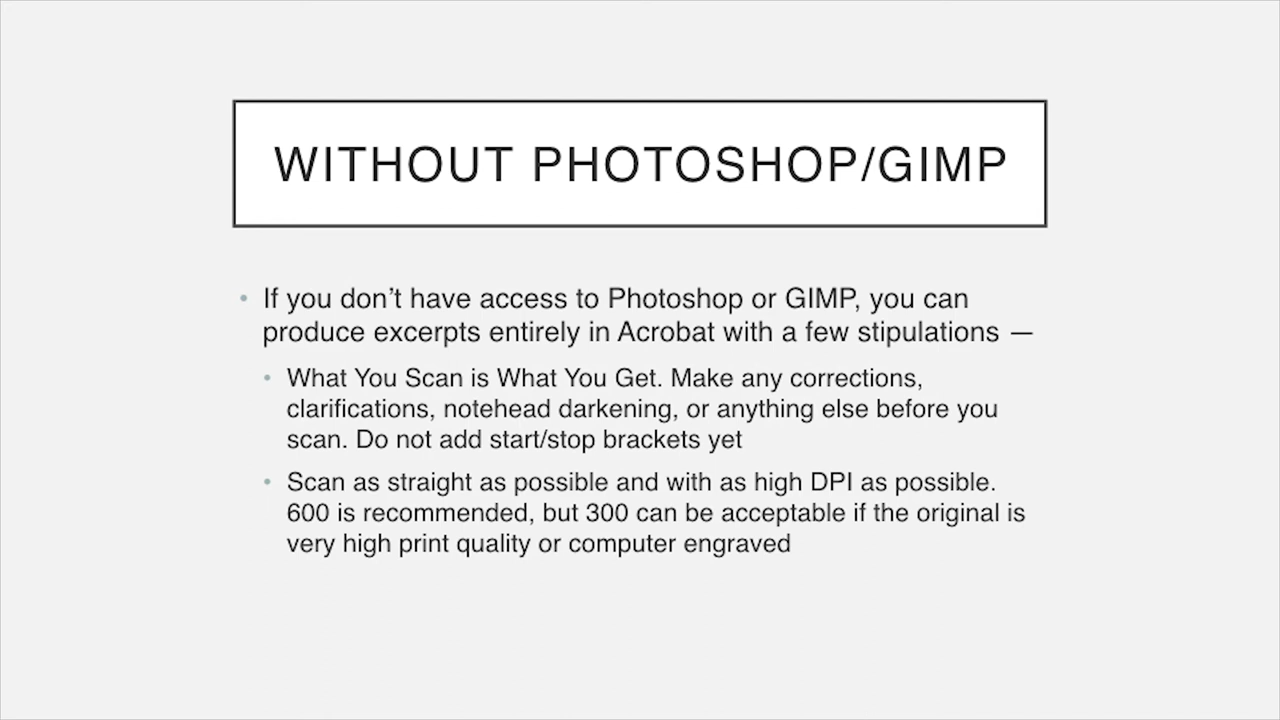 WITHOUT PHOTOSHOP/GIMP
• If you don’t have access to Photoshop or GIMP, you can
produce excerpts entirely in Acrobat with a few stipulations —
• What You Scan is What You Get. Make any corrections,
clarifications, notehead darkening, or anything else before you
scan. Do not add start/stop brackets yet
• Scan as straight as possible and with as high DPI as possible.
600 is recommended, but 300 can be acceptable if the original is
very high print quality or computer engraved